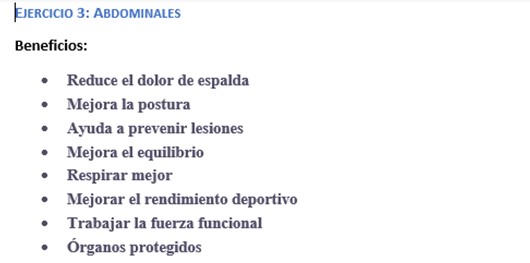 EJERCICIO 3: ABDOMINALES
Beneficios:
• Reduce el dolor de espalda
• Mejora la postura
• Ayuda a prevenir lesiones
• Mejora el equilibrio
• Respirar mejor
• Mejorar el rendimiento deportivo
• Trabajar la fuerza funcional
• Órganos protegidos